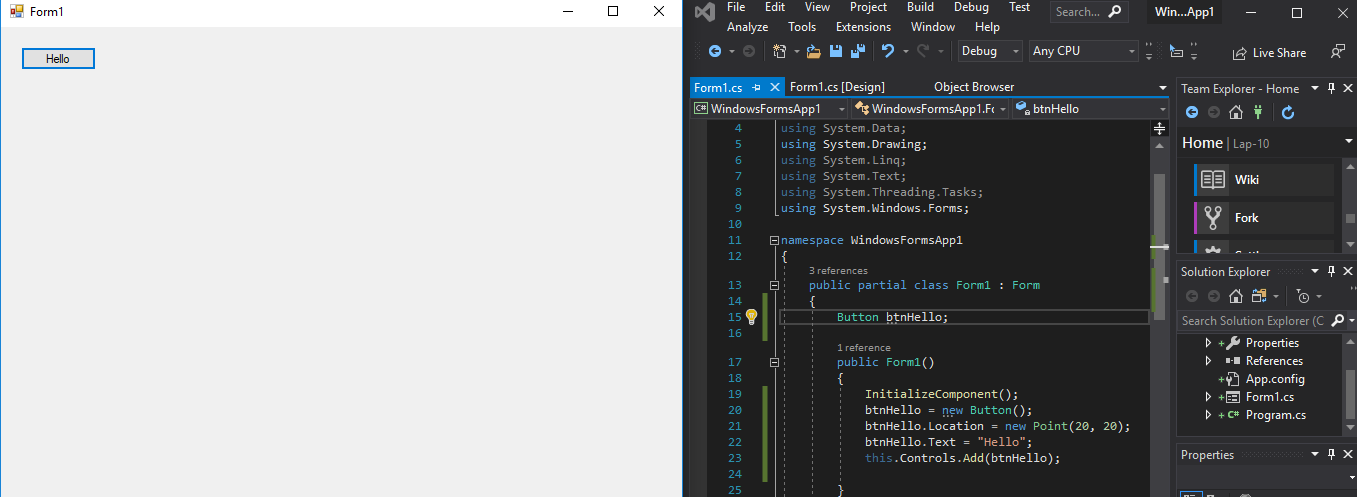 Form1
Hello
File Edit View Project Build Debug Test Search... Win...App1
Analyze Tools Extensions Window Help
Debug Any CPU Live Share
Form1.cs Form1.cs [Design] Object Browser
C# WindowsFormsApp1 WindowsFormsApp1.Fo btnHello
4 using System.Data;
5 using System.Drawing;
6 using System.Linq;
7 using System.Text;
8 using System.Threading.Tasks;
9 using System.Windows.Forms;
10
11 namespace WindowsFormsApp1
12 {
3 references
13 public partial class Form1 : Form
14 {
15 Button btnHello;
16
1 reference
17 public Form1()
18 {
19 InitializeComponent();
20 btnHello = new Button();
21 btnHello.Location = new Point(20, 20);
22 btnHello.Text = "Hello";
23 this.Controls.Add(btnHello);
24
25 }
Team Explorer - Home
Home | Lap-10
Wiki
Fork
Solution Explorer
Search Solution Explorer (C
Properties
References
App.config
Form1.cs
C# Program.cs
Properties